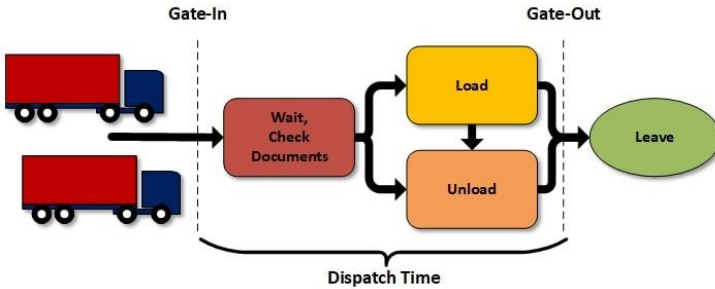 Gate-In
Gate-Out
Wait,
Check
Documents
Load
Unload
Leave
Dispatch Time